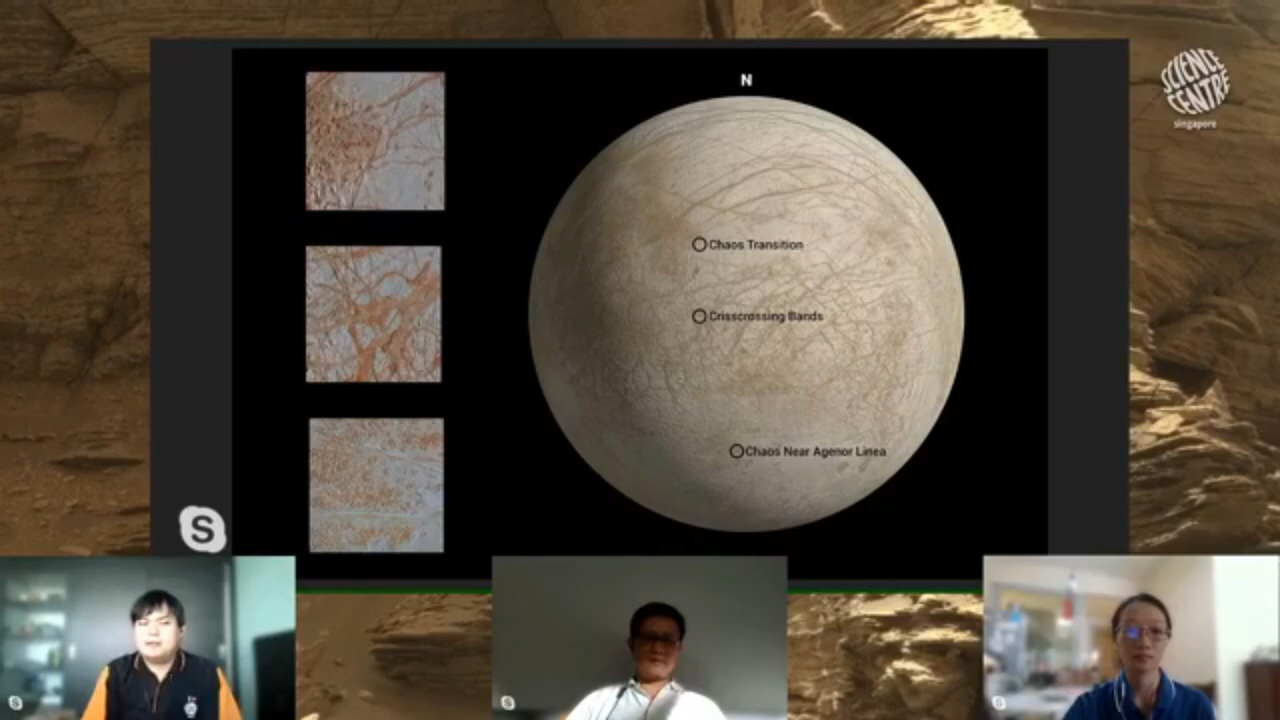 N
SCIENCE
CENTRE
singapore
Chaos Transition
Crisscrossing Bands
Chaos Near Agenor Linea
S